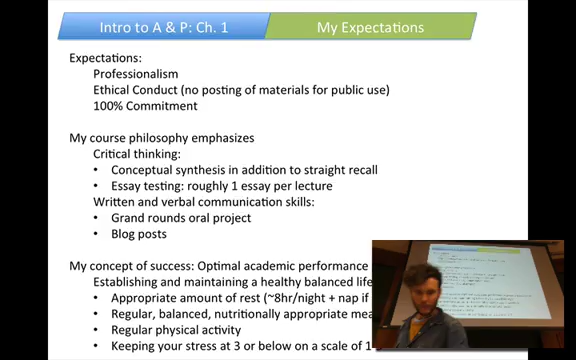 Intro to A & P: Ch. 1
My Expectations
Expectations:
Professionalism
Ethical Conduct (no posting of materials for public use)
100% Commitment
My course philosophy emphasizes
Critical thinking:
• Conceptual synthesis in addition to straight recall
• Essay testing: roughly 1 essay per lecture
Written and verbal communication skills:
• Grand rounds oral project
• Blog posts
My concept of success: Optimal academic performance
Establishing and maintaining a healthy balanced life
• Appropriate amount of rest (~8hr/night + nap if
• Regular, balanced, nutritionally appropriate
• Regular physical activity
• Keeping your stress at 3 or below on a scale of 1